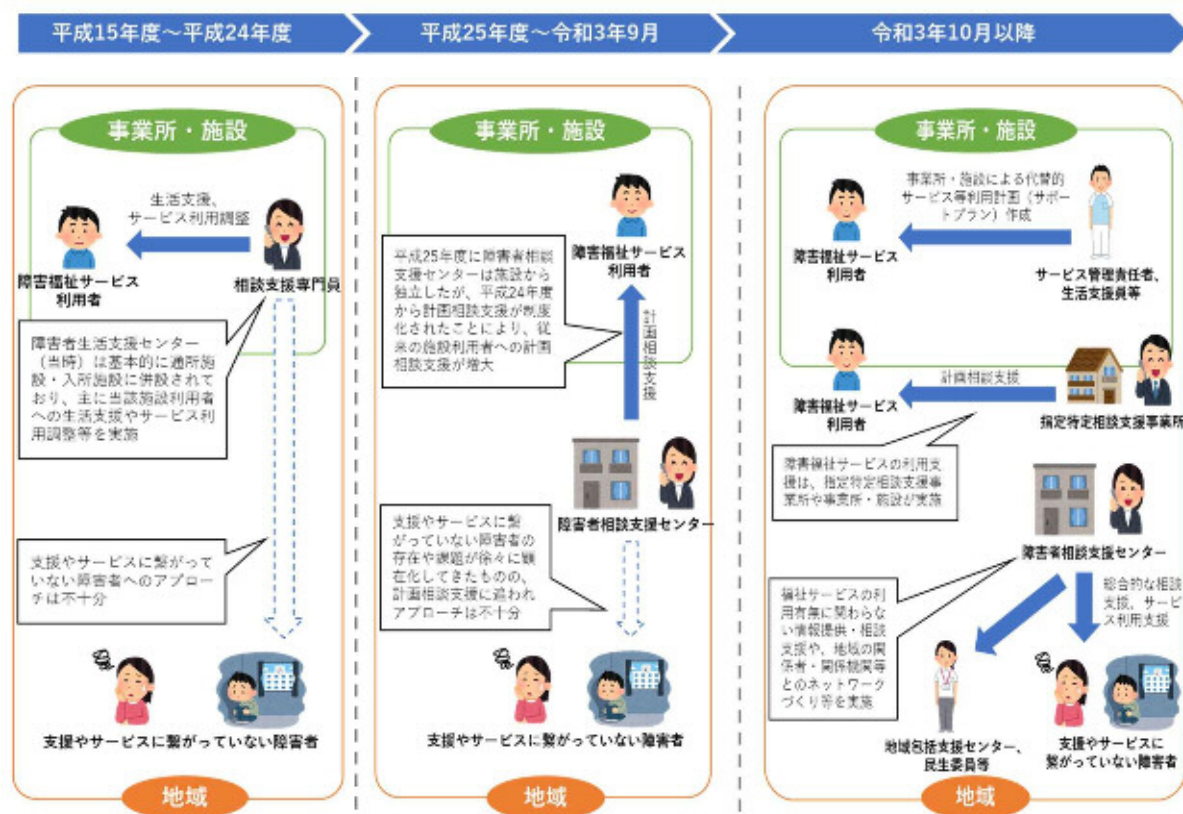 平成15年度～平成24年度
事業所・施設
生活支援、
サービス利用調整
障害福祉サービス
利用者
相談支援専門員
障害者生活支援センター
（当時）は基本的に通所施
設・入所施設に併設されて
おり、主に当該施設利用者
への生活支援やサービス利
用調整等を実施
支援やサービスに繋がって
いない障害者へのアプロー
チは不十分
支援やサービスに繋がっていない障害者
地域
平成25年度～令和3年9月
事業所・施設
障害福祉サービス
利用者
平成25年度に障害者相談
支援センターは施設から
独立したが、平成24年度
から計画相談支援が制度
化されたことにより、従
来の施設利用者への計画
相談支援が増大
計画相談支援
障害者相談支援センター
支援やサービスに繋
がっていない障害者の
存在や課題が徐々に顕
在化してきたものの、
計画相談支援に追われ
アプローチは不十分
支援やサービスに繋がっていない障害者
地域
令和3年10月以降
事業所・施設
事業所・施設による代替的
サービス等利用計画（サポ
ートプラン）作成
障害福祉サービス
利用者
サービス管理責任者、
生活支援員等
計画相談支援
障害福祉サービス
利用者
指定特定相談支援事業所
障害福祉サービスの利用支
援は、指定特定相談支援事
業所や事業所・施設が実施
障害者相談支援センター
福祉サービスの利
用有無に関わらな
い情報提供・相談
支援や、地域の関
係者・関係機関等
とのネットワーク
づくり等を実施
総合的な相談
支援、サービ
ス利用支援
地域包括支援センター、
民生委員等
支援やサービスに
繋がっていない障害者
地域